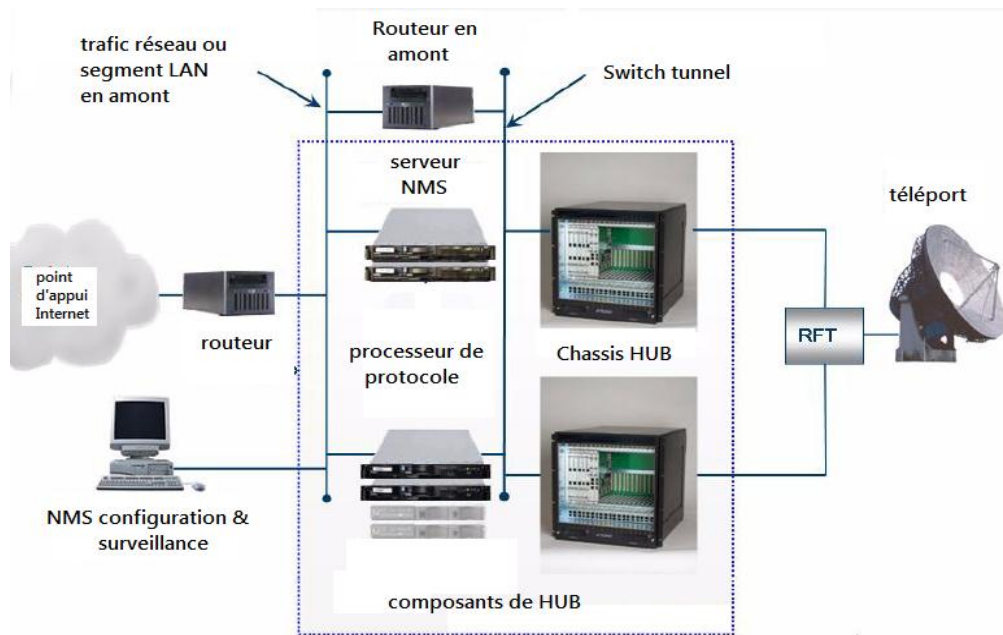 trafic réseau ou
segment LAN
en amont
Routeur en
amont
Switch tunnel
serveur
NMS
téléport
point
d'appui
Internet
routeur
processeur de
protocole
Chassis HUB
RFT
NMS configuration &
surveillance
composants de HUB